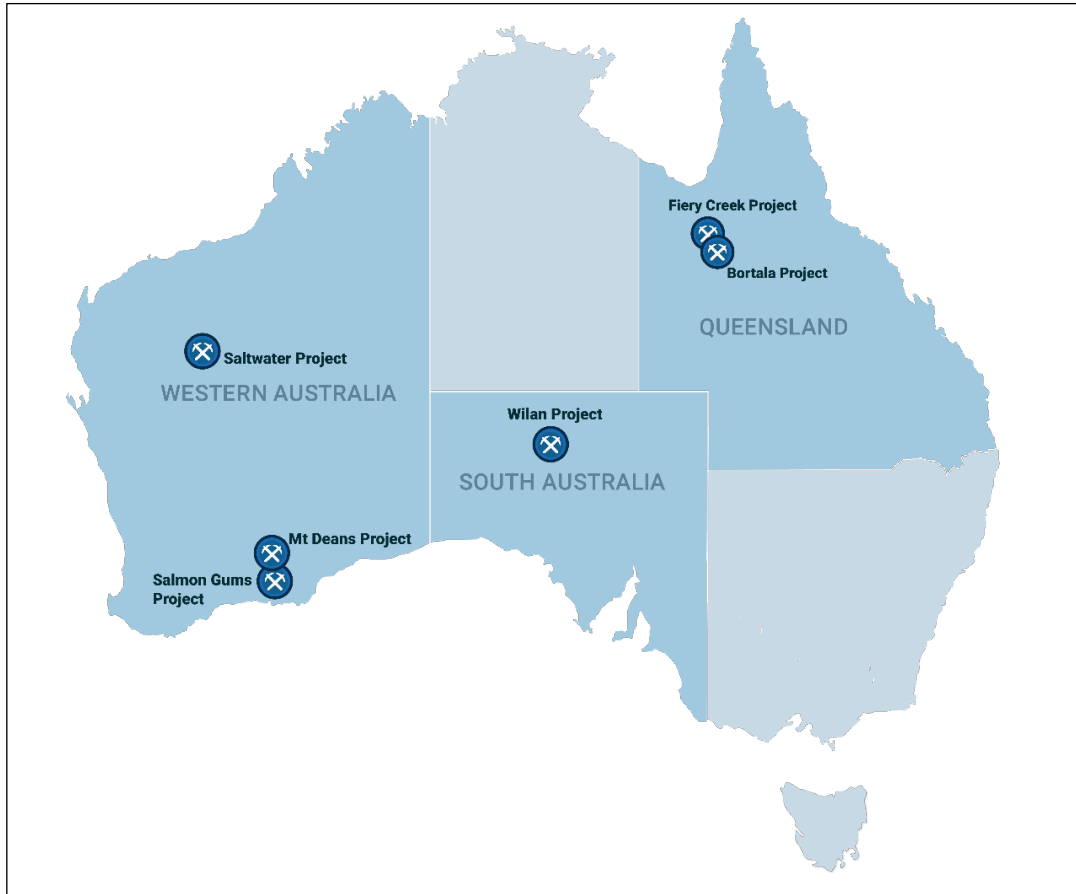 Fiery Creek Project
Bortala Project
QUEENSLAND
Saltwater Project
WESTERN AUSTRALIA
Wilan Project
SOUTH AUSTRALIA
Mt Deans Project
Salmon Gums
Project